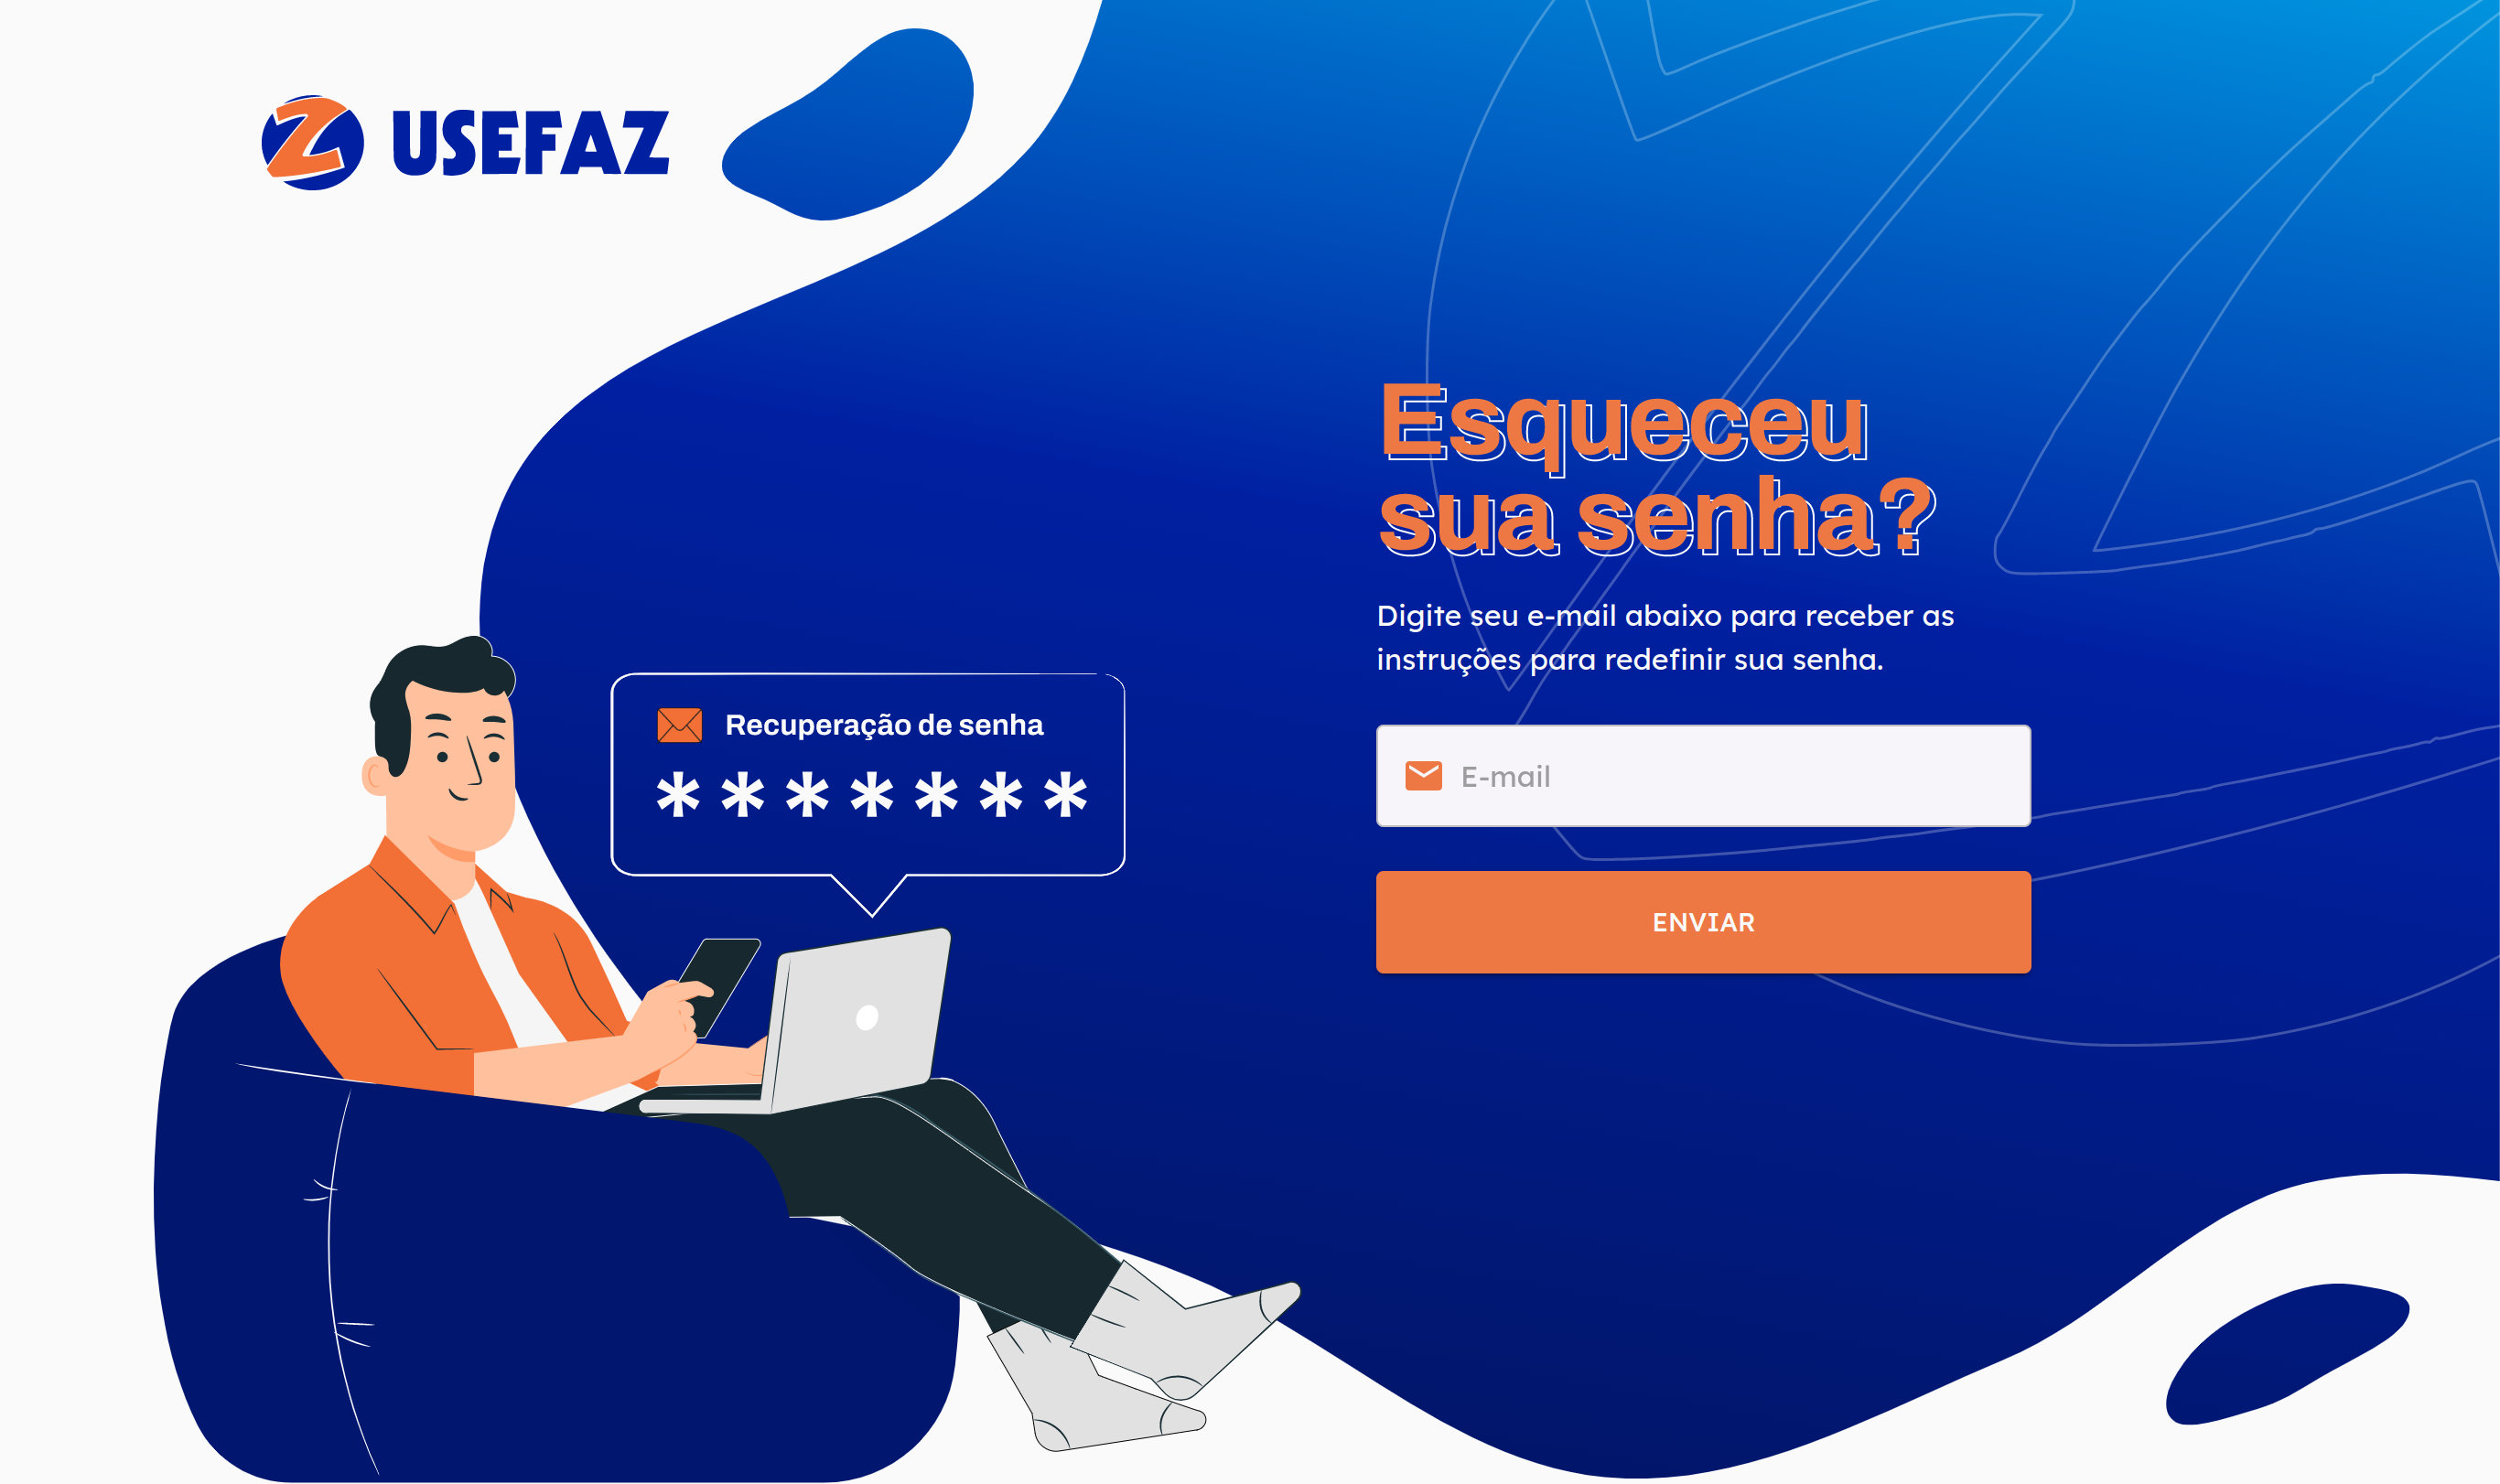 USEFAZ
Esqueceu
sua senha?
Digite seu e-mail abaixo para receber as
instruções para redefinir sua senha.
Recuperação de senha
* * * * * * *
E-mail
ENVIAR